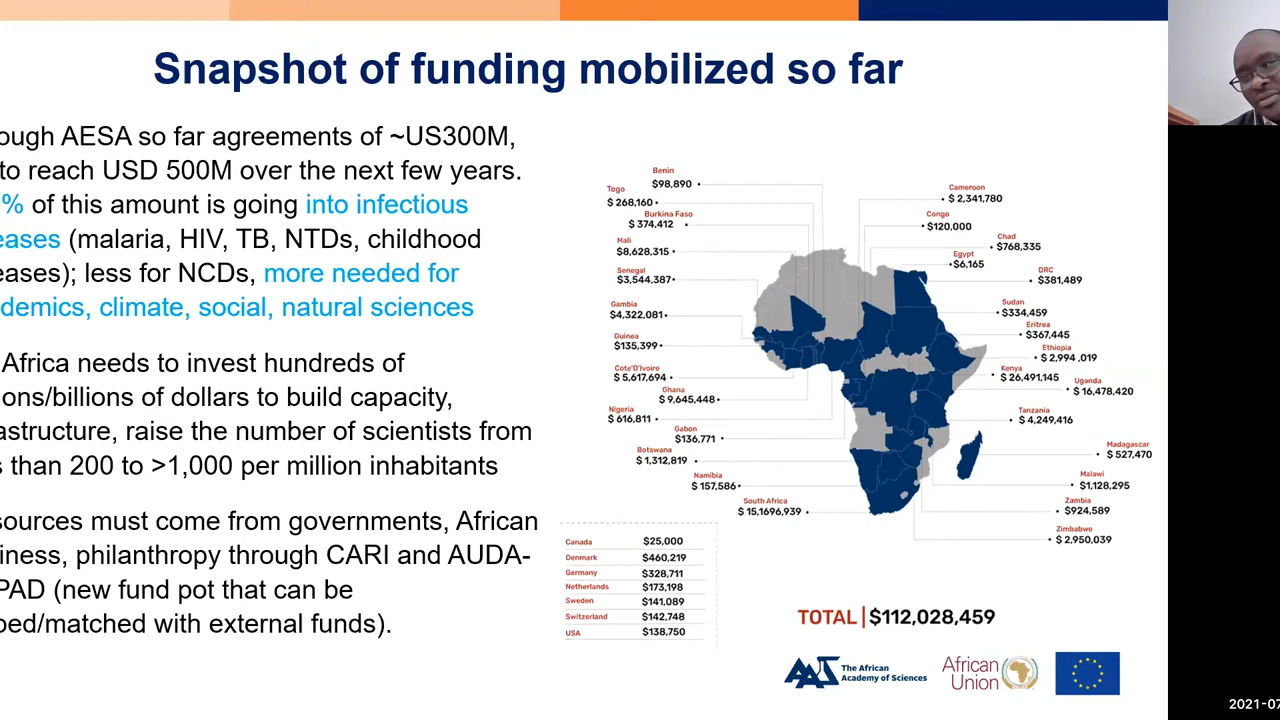 Snapshot of funding mobilized so far
ough AESA so far agreements of ~US300M,
to reach USD 500M over the next few years.
% of this amount is going into infectious
eases (malaria, HIV, TB, NTDs, childhood
eases); less for NCDs, more needed for
demics, climate, social, natural sciences
Africa needs to invest hundreds of
ons/billions of dollars to build capacity,
astructure, raise the number of scientists from
s than 200 to >1,000 per million inhabitants
sources must come from governments, African
iness, philanthropy through CARI and AUDA-
PAD (new fund pot that can be
ped/matched with external funds).
Benin
$98,890
Togo
$ 268,160
Burkina Faso
$ 374,412
Mali
$8,628,315
Senegal
$3,544,387
Gambia
$4,322,081
Guinea
$135,399
Cote'D'Ivoire
$ 5,617,694
Ghana
$ 9,645,448
Nigeria
$ 616,811
Gabon
$136,771
Botswana
$ 1,312,819
Namibia
$ 157,586
South Africa
$ 15,1696,939
Cameroon
$ 2,341,780
Congo
$120,000
Chad
$768,335
Egypt
$6,165
DRC
$381,489
Sudan
$334,459
Eritrea
$367,445
Ethiopia
$ 2,994 ,019
Kenya
$ 26,491,145
Uganda
$ 16,478,420
Tanzania
$ 4,249,416
Madagascar
$ 527,470
Malawi
$1,128,295
Zambia
$924,589
Zimbabwe
$ 2,950,039
Canada $25,000
Denmark $460,219
Germany $328,711
Netherlands $173,198
Sweden $141,089
Switzerland $142,748
USA $138,750
TOTAL | $112,028,459
AAS The African
Academy of Sciences
African
Union
2021-07